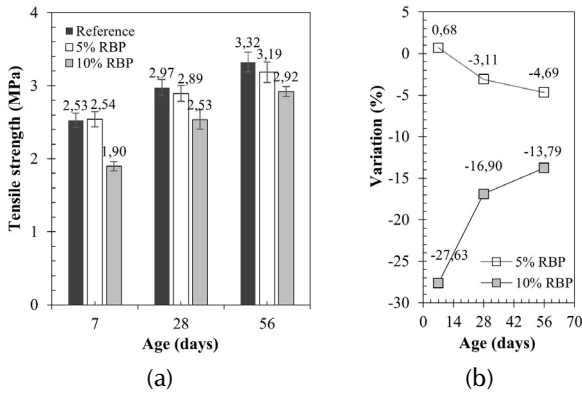 Reference
5% RBP
10% RBP
2,53
2,54
1,90
2,97
2,89
2,53
3,32
3,19
2,92
Tensile strength (MPa)
4
3
2
1
0
7
28
56
Age (days)
(a)
0,68
-3,11
-4,69
-16,90
-13,79
-27,63
5% RBP
10% RBP
Variation (%)
5
0
-5
-10
-15
-20
-25
-30
0 14 28 42 56 70
Age (days)
(b)